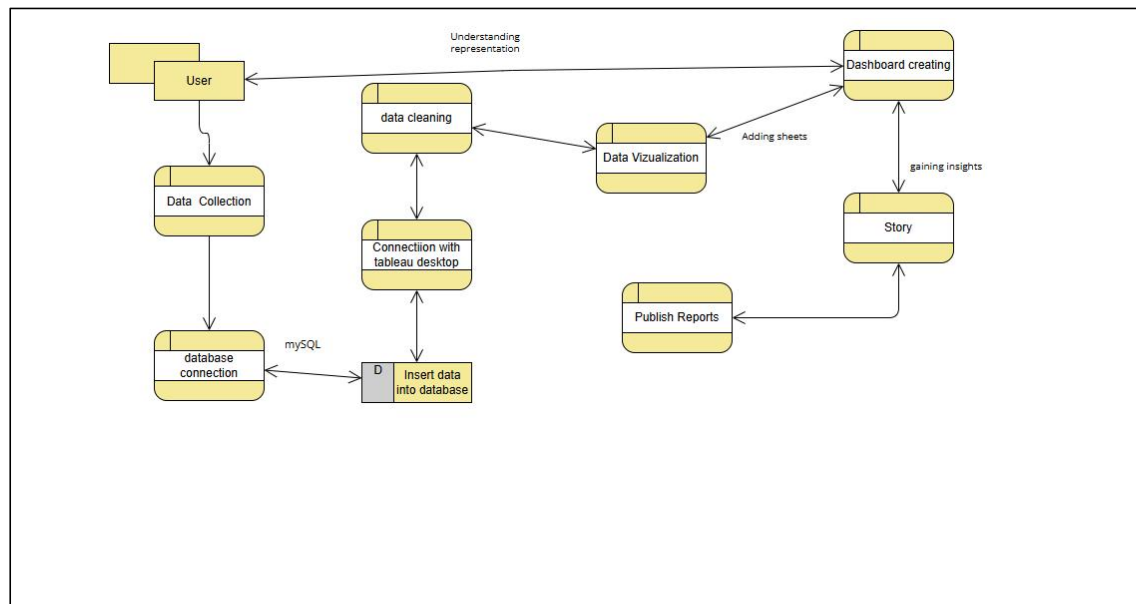 Understanding
representation
User
Dashboard creating
data cleaning
Data Vizualization
Adding sheets
gaining insights
Data Collection
Connectiion with
tableau desktop
Story
Publish Reports
mySQL
database
connection
D
Insert data
into database